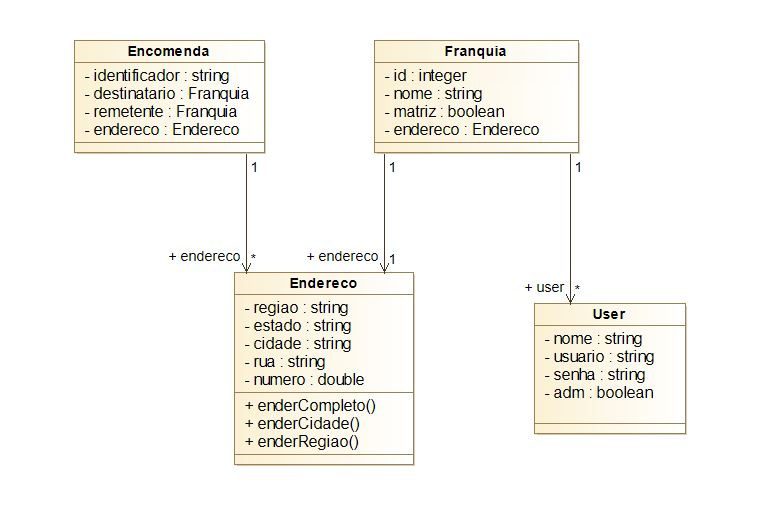 Encomenda
- identificador : string
- destinatario : Franquia
- remetente : Franquia
- endereco : Endereco
Franquia
- id : integer
- nome : string
- matriz : boolean
- endereco : Endereco
1
1
1
+ endereco
*
+ endereco
1
+ user
*
Endereco
- regiao : string
- estado : string
- cidade : string
- rua : string
- numero : double
+ enderCompleto()
+ enderCidade()
+ enderRegiao()
User
- nome : string
- usuario : string
- senha : string
- adm : boolean